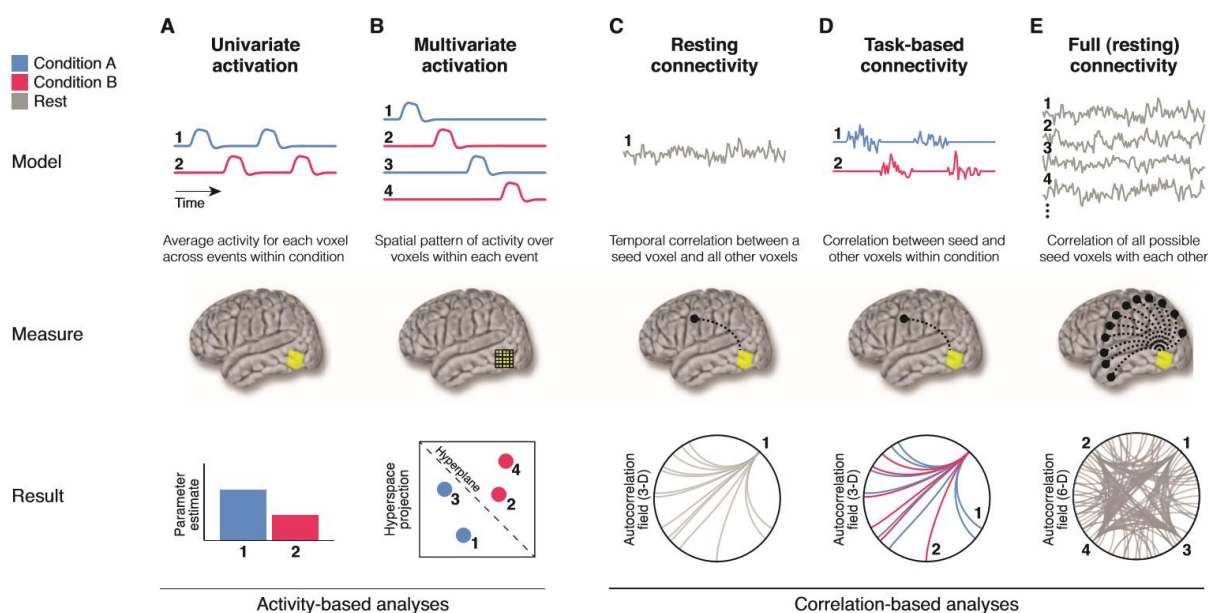 A
B
C
D
E
Univariate
activation
Multivariate
activation
Resting
connectivity
Task-based
connectivity
Full (resting)
connectivity
Condition A
Condition B
Rest
Model
1
2
Time
1
2
3
4
1
1
2
1
2
3
4
Average activity for each voxel
across events within condition
Spatial pattern of activity over
voxels within each event
Temporal correlation between a
seed voxel and all other voxels
Correlation between seed and
other voxels within condition
Correlation of all possible
seed voxels with each other
Measure
Result
Parameter
estimate
1
2
Hyperspace
projection
Hyperplane
4
3
2
1
Autocorrelation
field (3-D)
1
Autocorrelation
field (3-D)
1
2
Autocorrelation
field (6-D)
2
1
4
3
Activity-based analyses
Correlation-based analyses